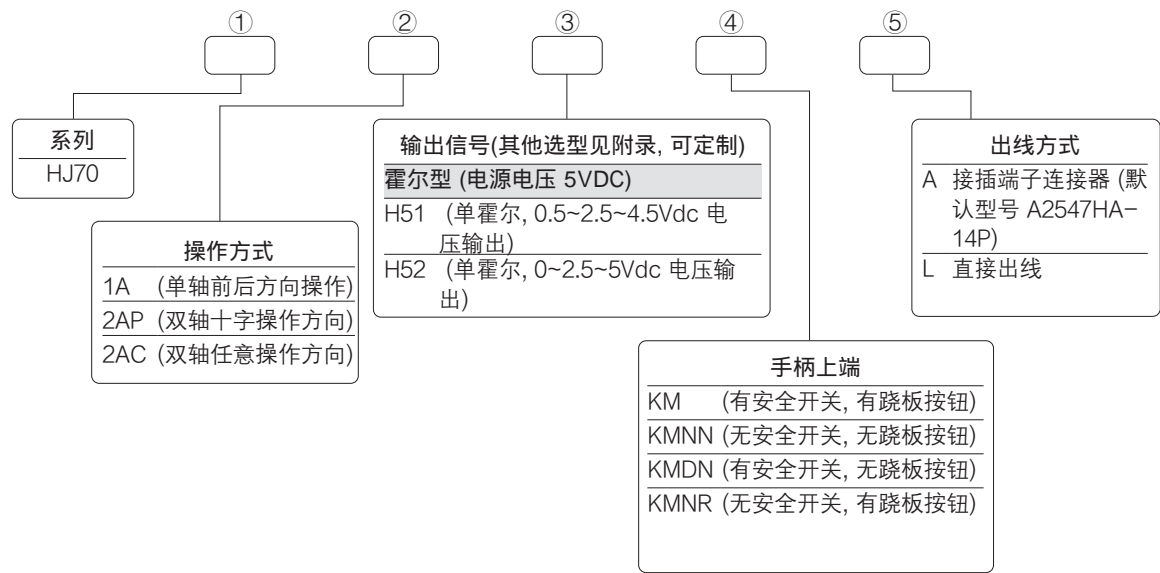 ① ② ③ ④ ⑤
系列
HJ70
操作方式
1A (单轴前后方向操作)
2AP (双轴十字操作方向)
2AC (双轴任意操作方向)
输出信号(其他选型见附录, 可定制)
霍尔型 (电源电压 5VDC)
H51 (单霍尔, 0.5~2.5~4.5Vdc 电
压输出)
H52 (单霍尔, 0~2.5~5Vdc 电压输
出)
手柄上端
KM (有安全开关, 有跷板按钮)
KMNN (无安全开关, 无跷板按钮)
KMDN (有安全开关, 无跷板按钮)
KMNR (无安全开关, 有跷板按钮)
出线方式
A 接插端子连接器 (默
认型号 A2547HA-
14P)
L 直接出线